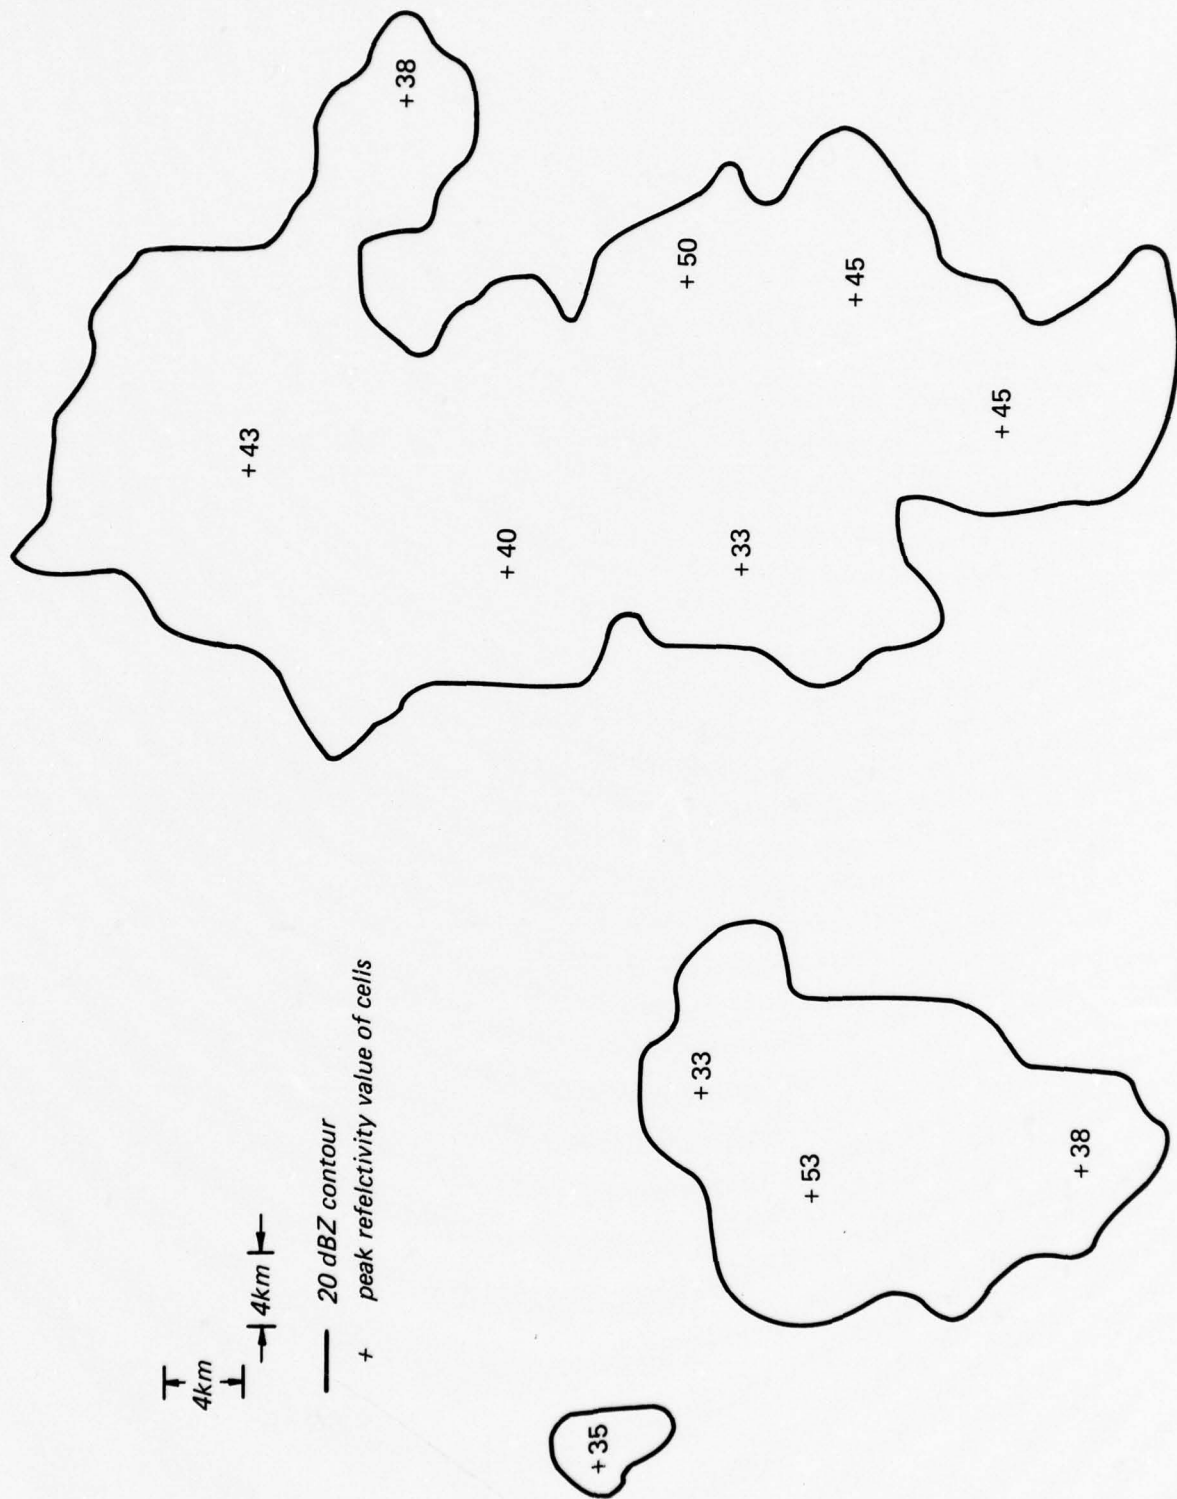 4km
4km
20 dBZ contour
+ peak refelctivity value of cells
+35
+53
+33
+38
+43
+40
+33
+38
+50
+45
+45